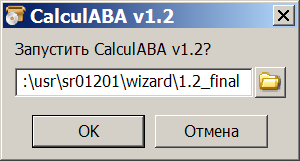 CalculABA v1.2
Запустить CalculABA v1.2?
:\usr\sr01201\wizard\1.2_final
OK
Отмена